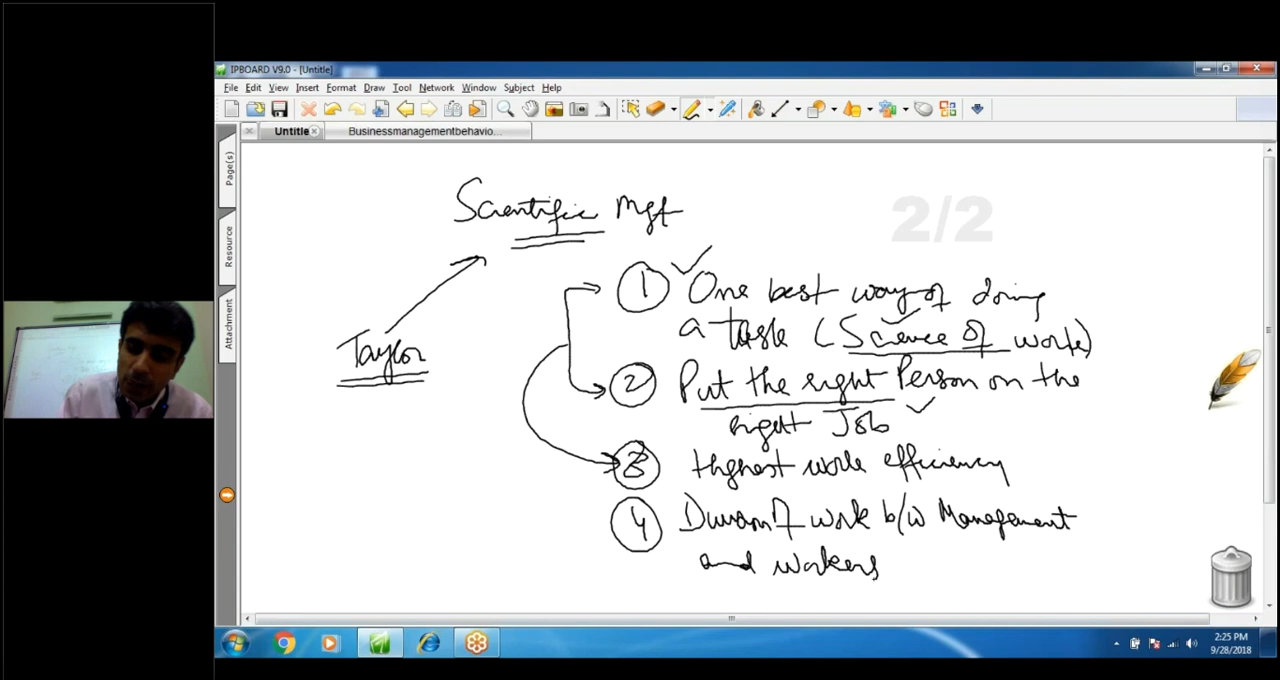 IPBOARD V9.0 - [Untitle]
File Edit View Insert Format Draw Tool Network Window Subject Help
Untitle Businessmanagementbehavio...
Page(s)
Resource
Attachment
2/2
Scientific Mgt
Taylor
1 One best way of doing
a task (Science of work)
2 Put the right Person on the
right Job
3 Highest work efficiency
4 Division of work b/w Management
and workers
2:25 PM
9/28/2018